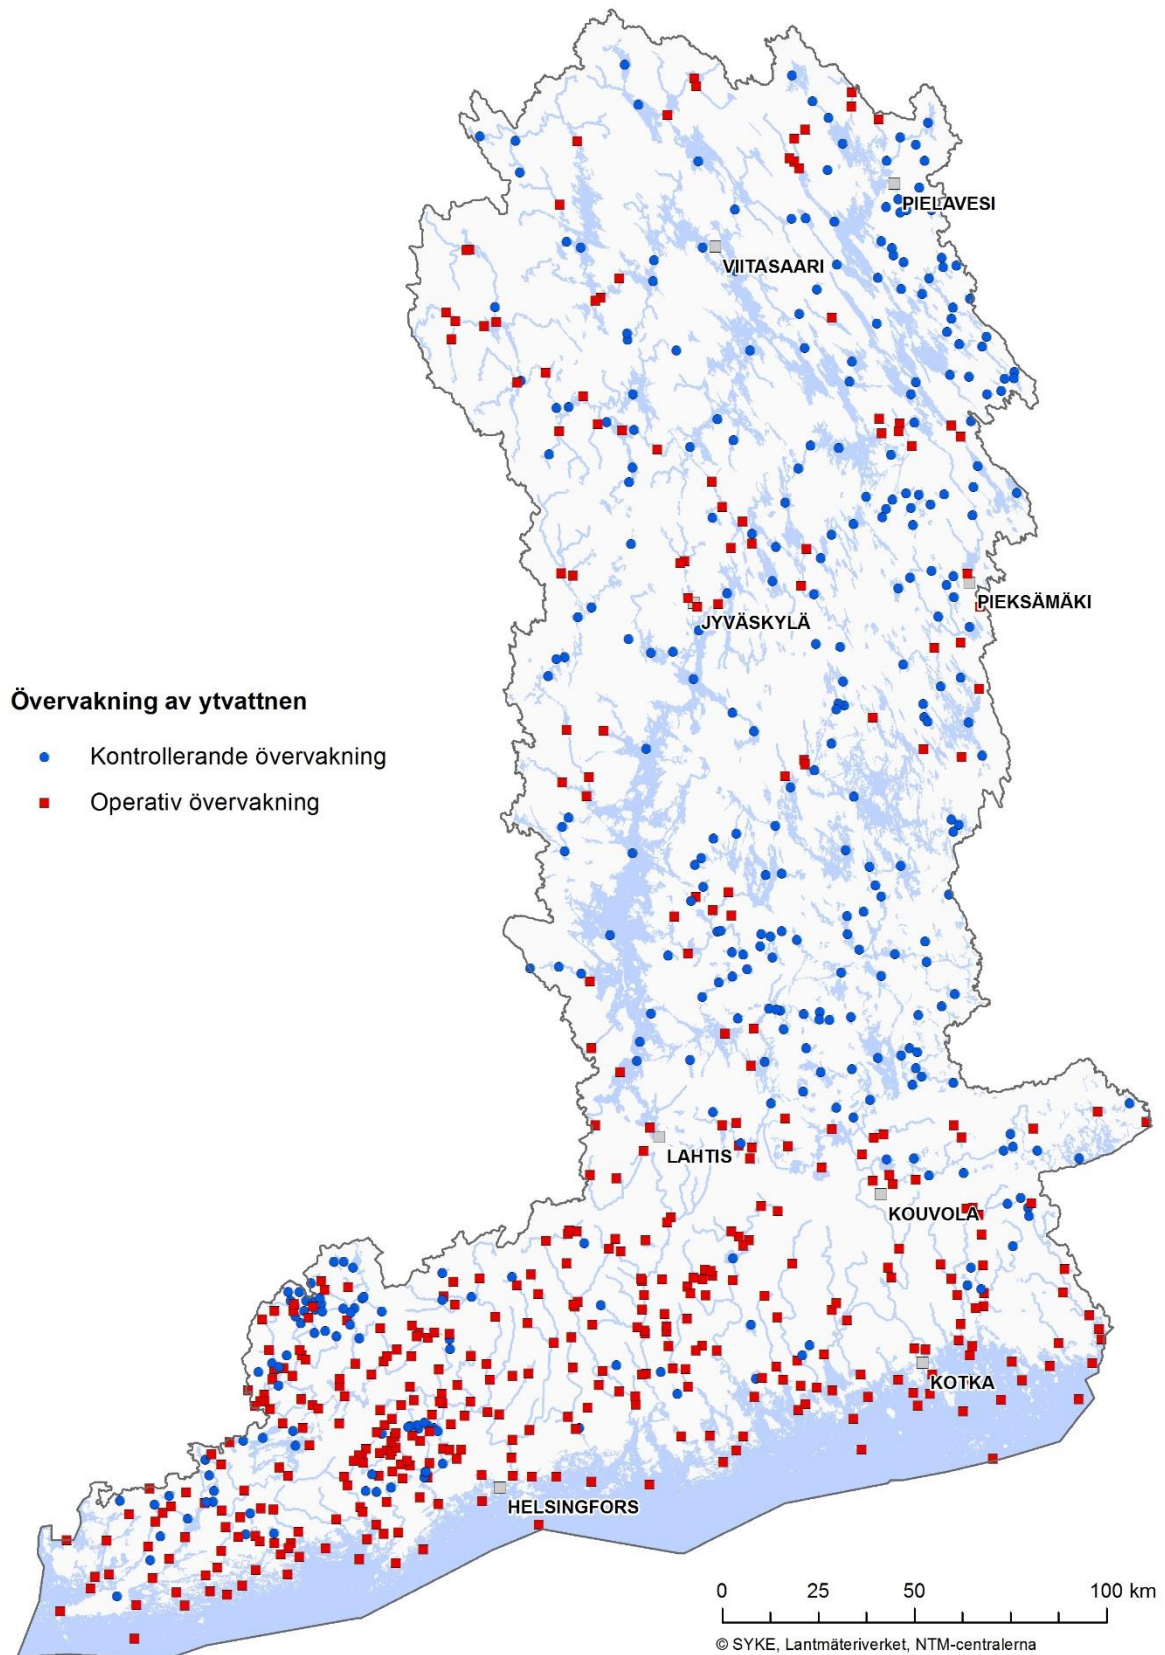 PIELAVESI
VIITASAARI
PIEKSÄMÄKI
JYVÄSKYLÄ
Övervakning av ytvattnen
Kontrollerande övervakning
Operativ övervakning
LAHTIS
KOUVOLA
KOTKA
HELSINGFORS
0 25 50 100 km
© SYKE, Lantmäteriverket, NTM-centralerna